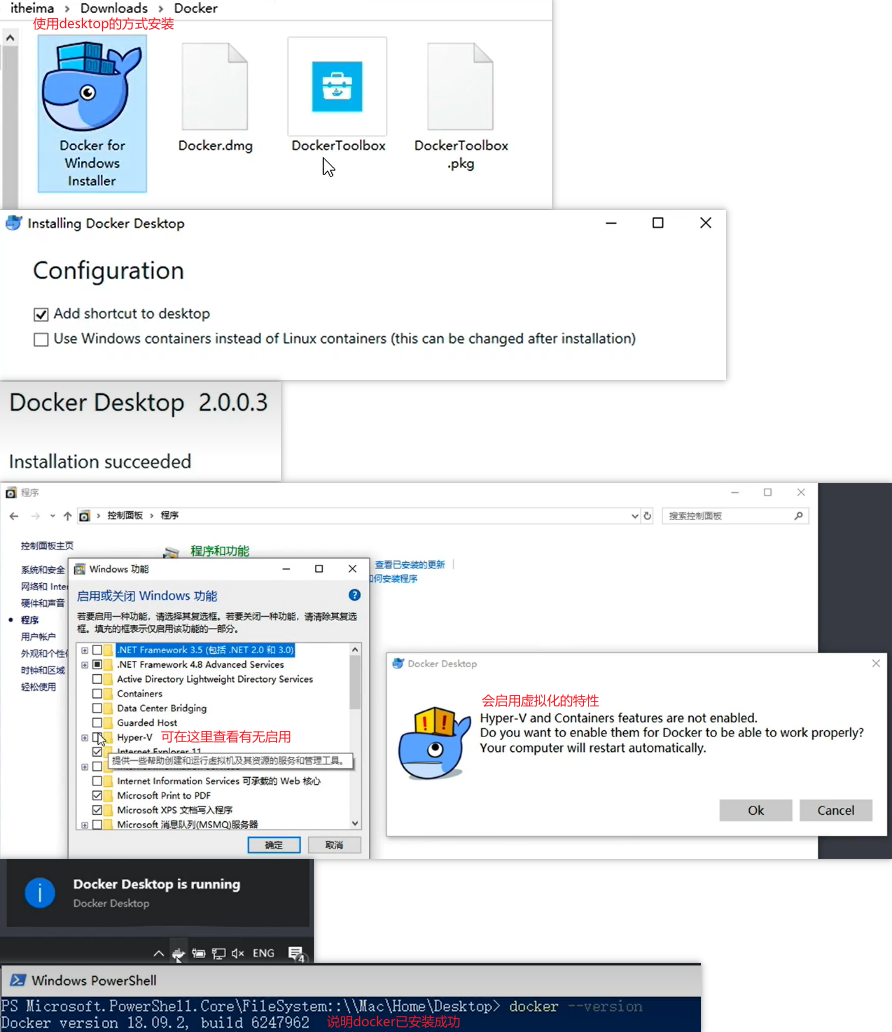 itheima › Downloads › Docker
使用desktop的方式安装
Docker for
Windows
Installer
Docker.dmg
DockerToolbox
DockerToolbox
.pkg
Installing Docker Desktop
Configuration
Add shortcut to desktop
Use Windows containers instead of Linux containers (this can be changed after installation)
Docker Desktop 2.0.0.3
Installation succeeded
程序
控制面板 › 程序
搜索控制面板
控制面板主页
系统和安全
网络和 Inter
硬件和声音
程序
用户帐户
外观和个性化
时钟和区域
轻松使用
程序和功能
查看已安装的更新
如何安装程序
Windows 功能
启用或关闭 Windows 功能
若要启用一种功能，请选择其复选框。若要关闭一种功能，请清除其复选
框。填充的框表示仅启用该功能的一部分。
.NET Framework 3.5 (包括 .NET 2.0 和 3.0)
.NET Framework 4.8 Advanced Services
Active Directory Lightweight Directory Services
Containers
Data Center Bridging
Guarded Host
Hyper-V 可在这里查看有无启用
Internet Explorer 11
提供一些帮助创建和运行虚拟机及其资源的服务和管理工具。
Internet Information Services 可承载的 Web 核心
Microsoft Print to PDF
Microsoft XPS 文档写入程序
Microsoft 消息队列(MSMQ)服务器
确定
取消
Docker Desktop
会启用虚拟化的特性
Hyper-V and Containers features are not enabled.
Do you want to enable them for Docker to be able to work properly?
Your computer will restart automatically.
Ok
Cancel
Docker Desktop is running
Docker Desktop
ENG
4
Windows PowerShell
PS Microsoft.PowerShell.Core\FileSystem::\\Mac\Home\Desktop> docker --version
Docker version 18.09.2, build 6247962 说明docker已安装成功